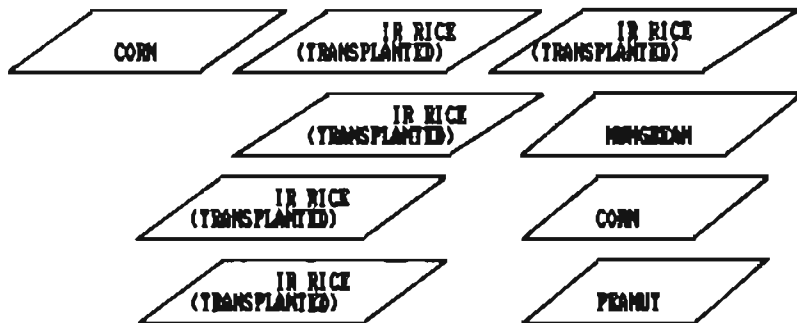 CORN
IR RICE
(TRANSPLANTED)
IR RICE
(TRANSPLANTED)
IR RICE
(TRANSPLANTED)
MUNGBEAN
IR RICE
(TRANSPLANTED)
CORN
IR RICE
(TRANSPLANTED)
PEANUT